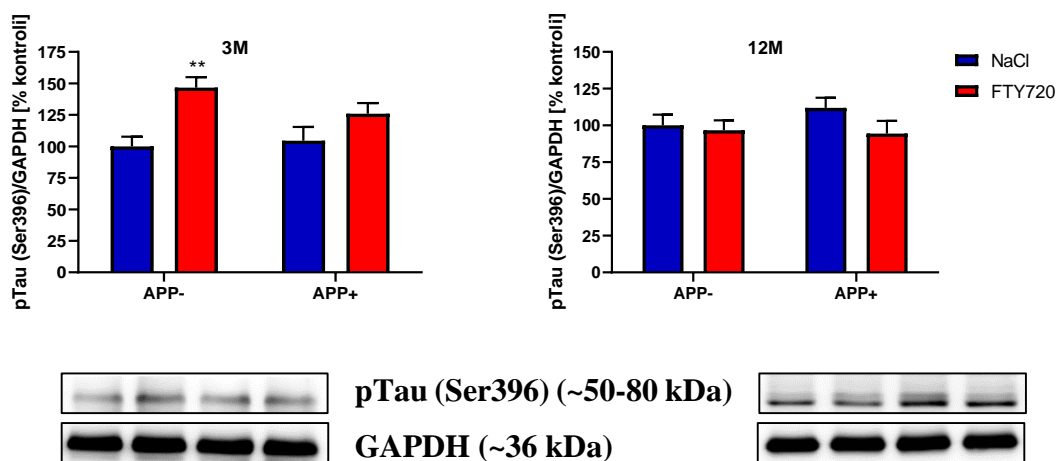 3M
pTau (Ser396)/GAPDH [% kontroli]
175
150
125
100
75
50
25
0
**
APP-
APP+
12M
pTau (Ser396)/GAPDH [% kontroli]
150
125
100
75
50
25
0
APP-
APP+
NaCl
FTY720
pTau (Ser396) (~50-80 kDa)
GAPDH (~36 kDa)